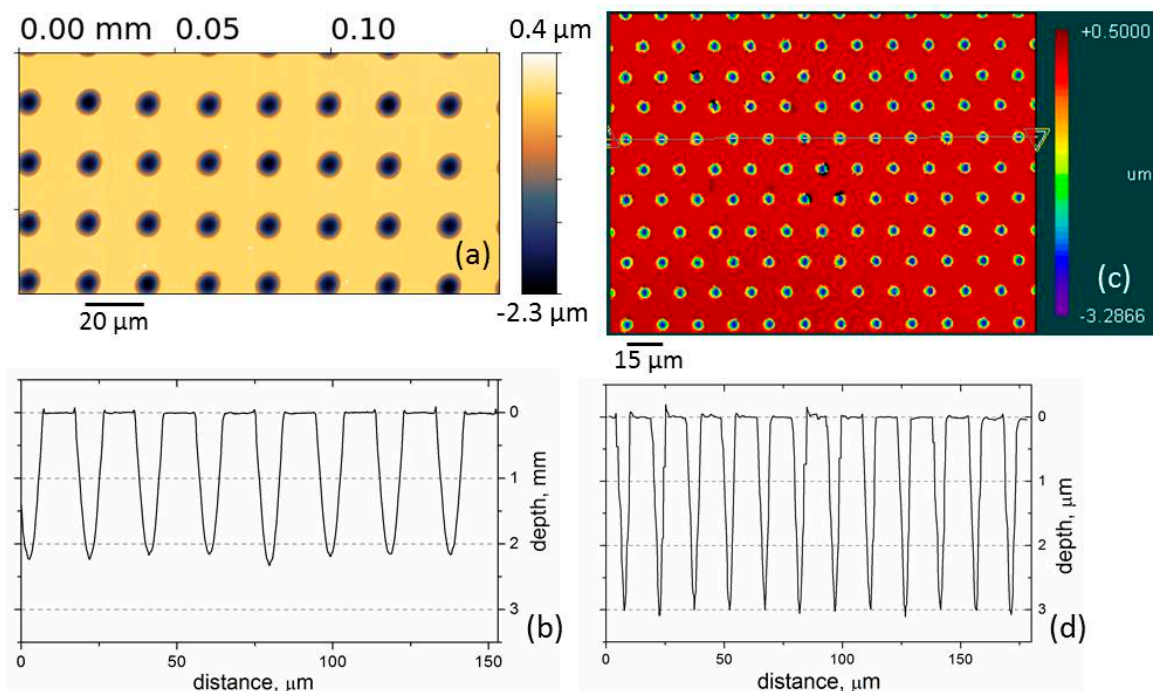 0.00 mm 0.05 0.10
0.4 µm
(a)
-2.3 µm
20 µm
+0.5000
um
(c)
-3.2866
15 µm
0
1
2
3
depth, mm
(b)
0 50 100 150
distance, µm
0
1
2
3
depth, µm
(d)
0 50 100 150
distance, µm